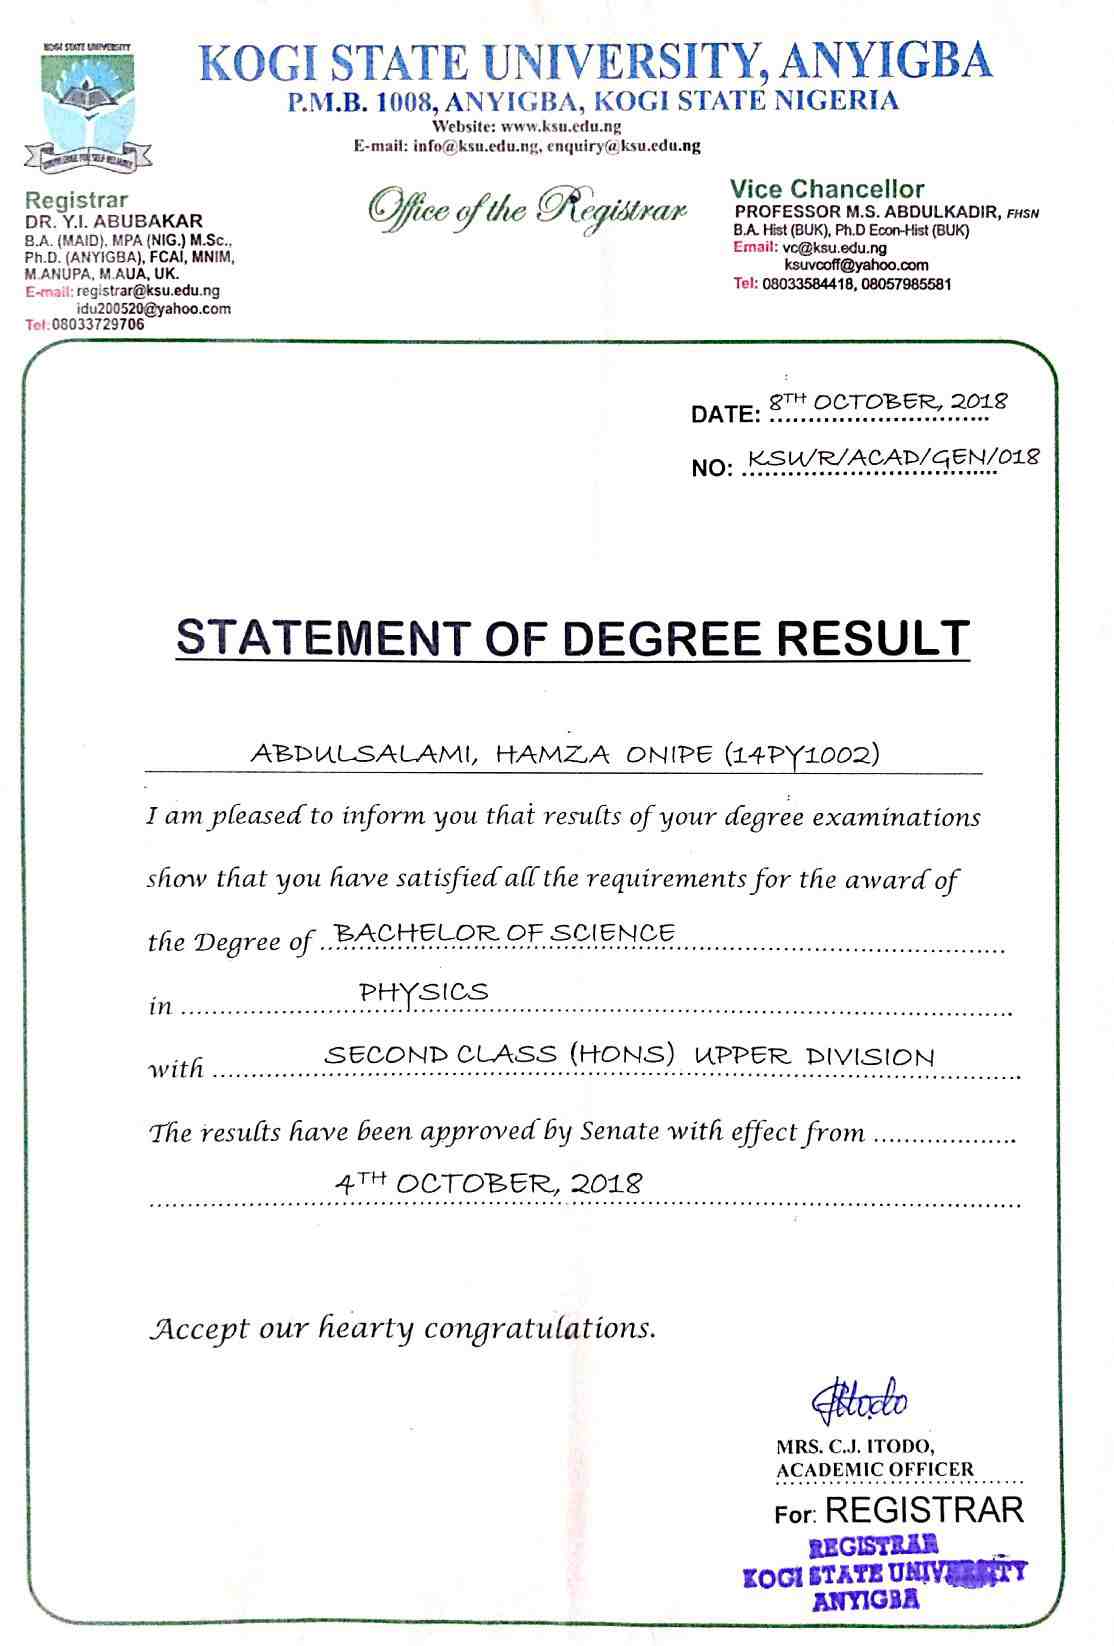 KOGI STATE UNIVERSITY
KNOWLEDGE FOR SELF RELIANCE
KOGI STATE UNIVERSITY, ANYIGBA
P.M.B. 1008, ANYIGBA, KOGI STATE NIGERIA
Website: www.ksu.edu.ng
E-mail: info@ksu.edu.ng, enquiry@ksu.edu.ng
Registrar
DR. Y.I. ABUBAKAR
B.A. (MAID), MPA (NIG.) M.Sc.,
Ph.D. (ANYIGBA), FCAI, MNIM,
M.ANUPA, M.AUA, UK.
E-mail: registrar@ksu.edu.ng
idu200520@yahoo.com
Tel: 08033729706
Office of the Registrar
Vice Chancellor
PROFESSOR M.S. ABDULKADIR, FHSN
B.A. Hist (BUK), Ph.D Econ-Hist (BUK)
Email: vc@ksu.edu.ng
ksuvcoff@yahoo.com
Tel: 08033584418, 08057985581
DATE: 8TH OCTOBER, 2018
NO: KSU/R/ACAD/GEN/018
STATEMENT OF DEGREE RESULT
ABDULSALAMI, HAMZA ONIPE (14PY1002)
I am pleased to inform you that results of your degree examinations
show that you have satisfied all the requirements for the award of
the Degree of BACHELOR OF SCIENCE
in PHYSICS
with SECOND CLASS (HONS) UPPER DIVISION
The results have been approved by Senate with effect from
4TH OCTOBER, 2018
Accept our hearty congratulations.
MRS. C.J. ITODO,
ACADEMIC OFFICER
For: REGISTRAR
REGISTRAR
KOGI STATE UNIVERSITY
ANYIGBA